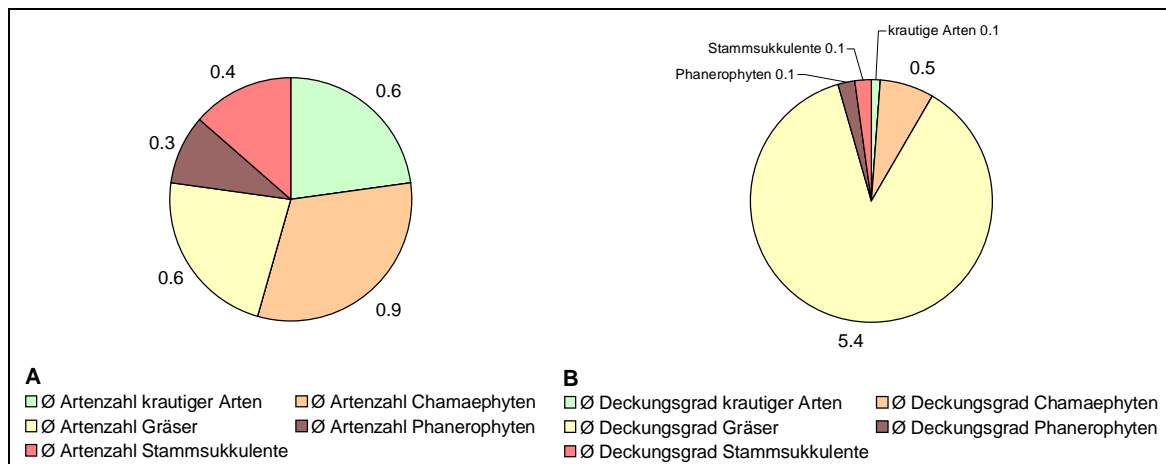 0.4
0.6
0.3
0.6
0.9
A
Ø Artenzahl krautiger Arten
Ø Artenzahl Chamaephyten
Ø Artenzahl Gräser
Ø Artenzahl Phanerophyten
Ø Artenzahl Stammsukkulente
krautige Arten 0.1
Stammsukkulente 0.1
0.5
Phanerophyten 0.1
5.4
B
Ø Deckungsgrad krautiger Arten
Ø Deckungsgrad Chamaephyten
Ø Deckungsgrad Gräser
Ø Deckungsgrad Phanerophyten
Ø Deckungsgrad Stammsukkulente